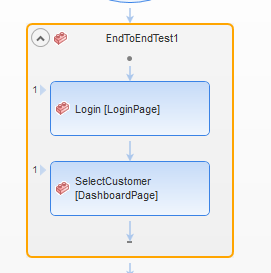 EndToEndTest1
1
Login [LoginPage]
1
SelectCustomer
[DashboardPage]